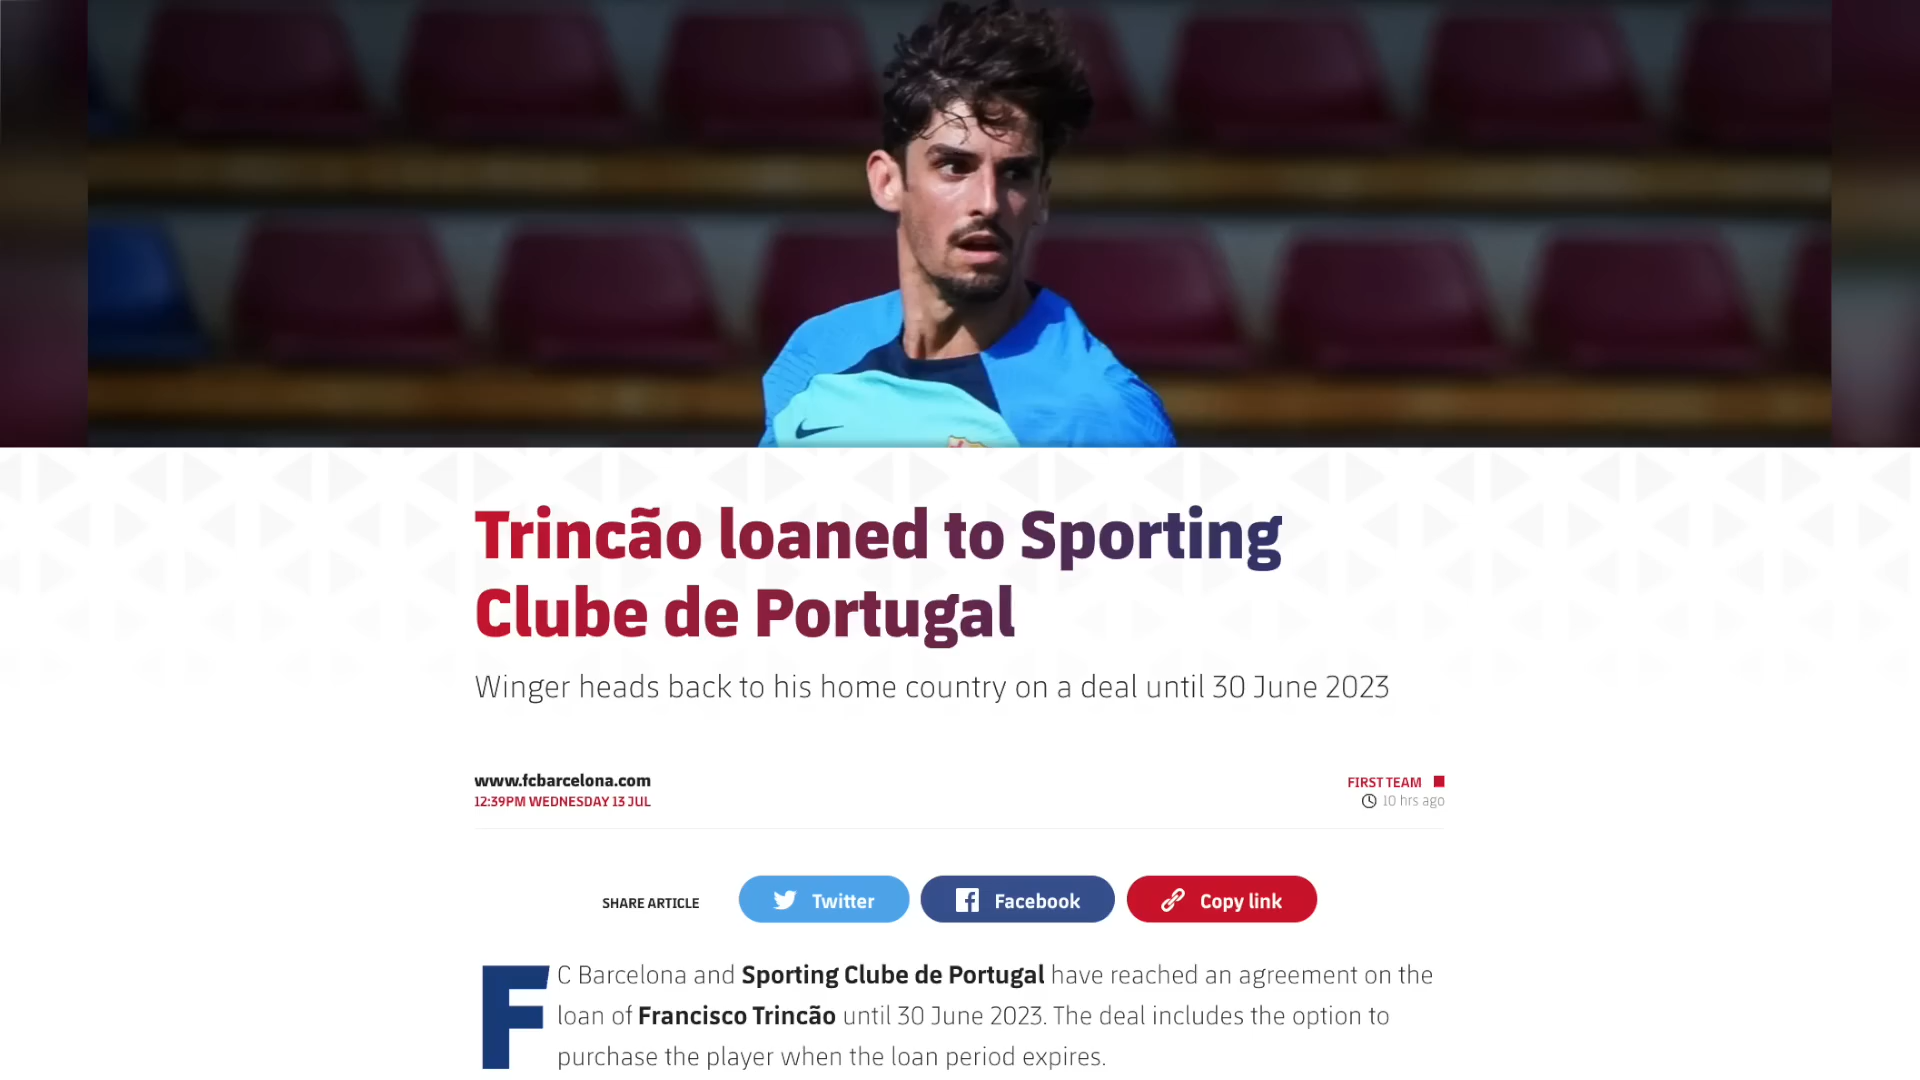 Trincão loaned to Sporting
Clube de Portugal
Winger heads back to his home country on a deal until 30 June 2023
www.fcbarcelona.com
12:39PM WEDNESDAY 13 JUL
FIRST TEAM
10 hrs ago
SHARE ARTICLE
Twitter
Facebook
Copy link
FC Barcelona and Sporting Clube de Portugal have reached an agreement on the
loan of Francisco Trincão until 30 June 2023. The deal includes the option to
purchase the player when the loan period expires.